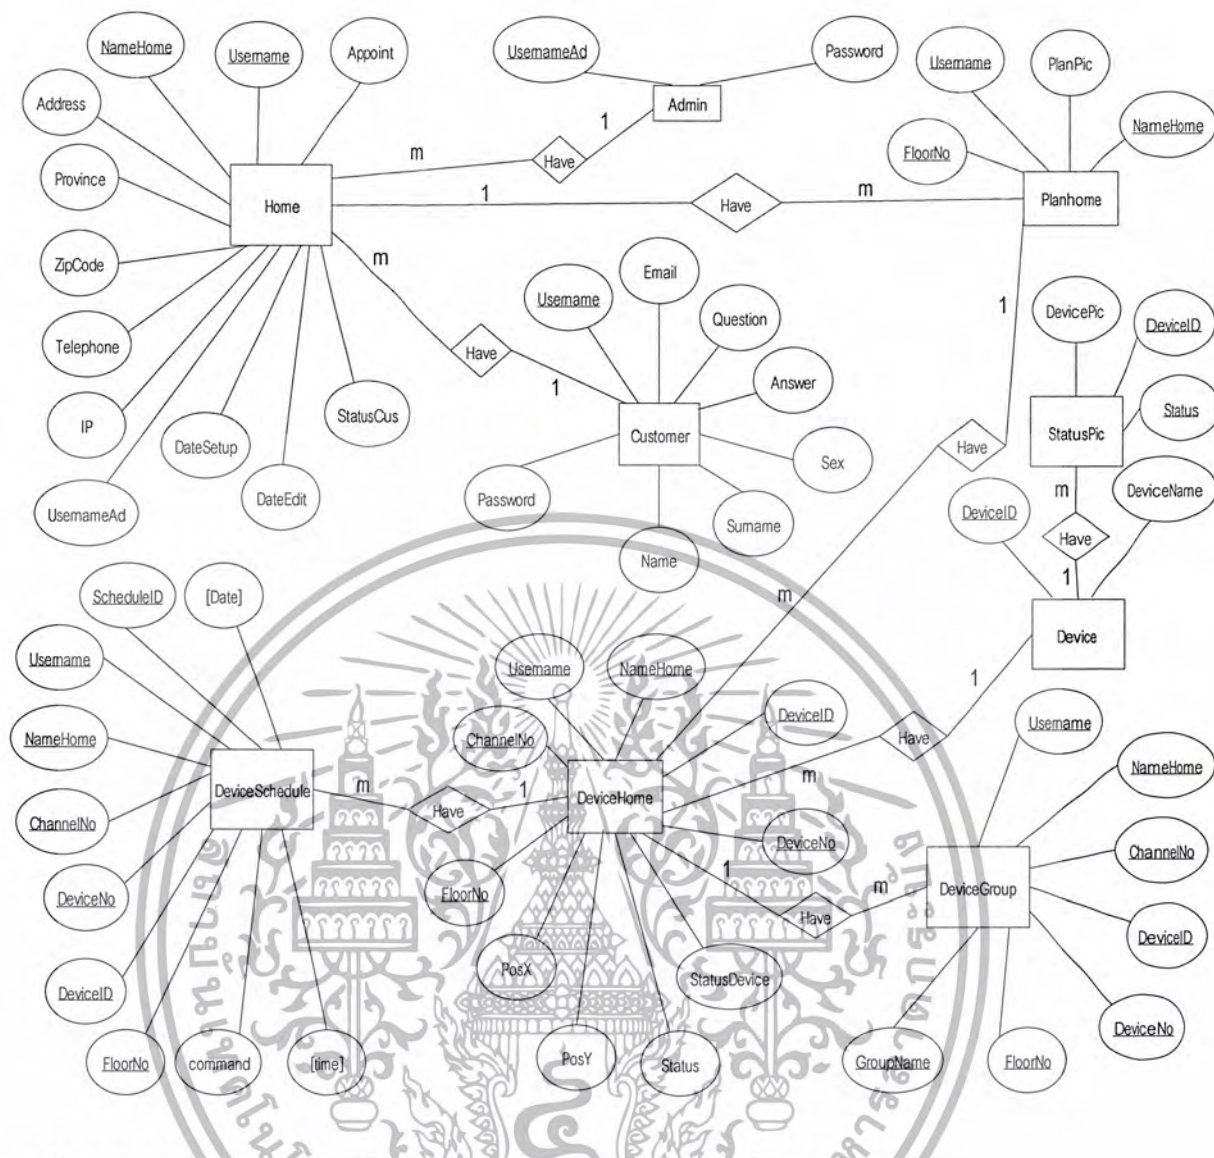 NameHome
Username
Appoint
UsernameAd
Password
Username
PlanPic
Address
Admin
NameHome
1
m
Have
FloorNo
Province
Home
1
Have
m
Planhome
m
ZipCode
Email
1
Username
DevicePic
Question
DeviceID
Telephone
Have
Answer
1
Status
IP
StatusCus
StatusPic
DateSetup
Customer
Have
Sex
DateEdit
Password
m
DeviceName
UsernameAd
Surname
DeviceID
Have
Name
1
ScheduleID
[Date]
m
Device
Username
Username
NameHome
1
DeviceID
Username
NameHome
ChannelNo
Have
NameHome
DeviceSchedule
m
Have
1
DeviceHome
m
ChannelNo
DeviceNo
ChannelNo
1
DeviceGroup
DeviceNo
FloorNo
m
Have
DeviceID
PosX
StatusDevice
DeviceID
DeviceNo
FloorNo
command
[time]
PosY
Status
GroupName
FloorNo